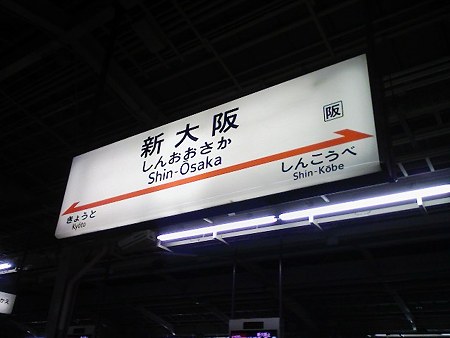 阪
新大阪
しんおおさか
Shin-Ōsaka
きょうと
Kyōto
しんこうべ
Shin-Kōbe